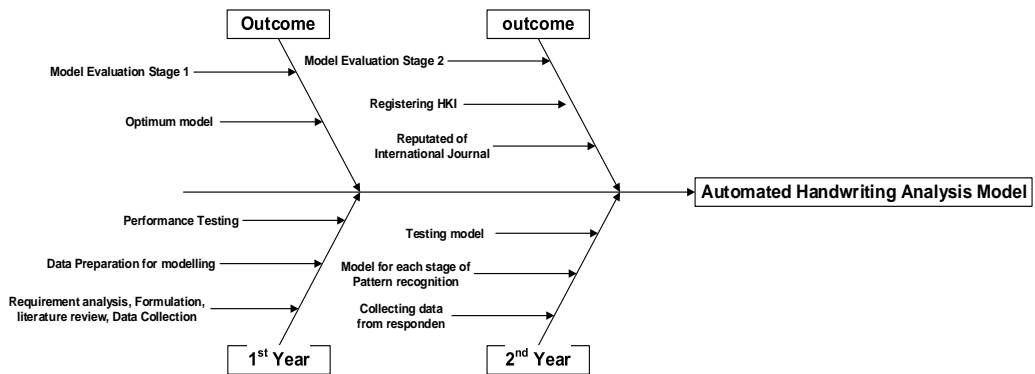 Outcome
outcome
Model Evaluation Stage 1
Model Evaluation Stage 2
Registering HKI
Optimum model
Reputated of
International Journal
Automated Handwriting Analysis Model
Performance Testing
Testing model
Data Preparation for modelling
Model for each stage of
Pattern recognition
Requirement analysis, Formulation,
literature review, Data Collection
Collecting data
from responden
1st Year
2nd Year